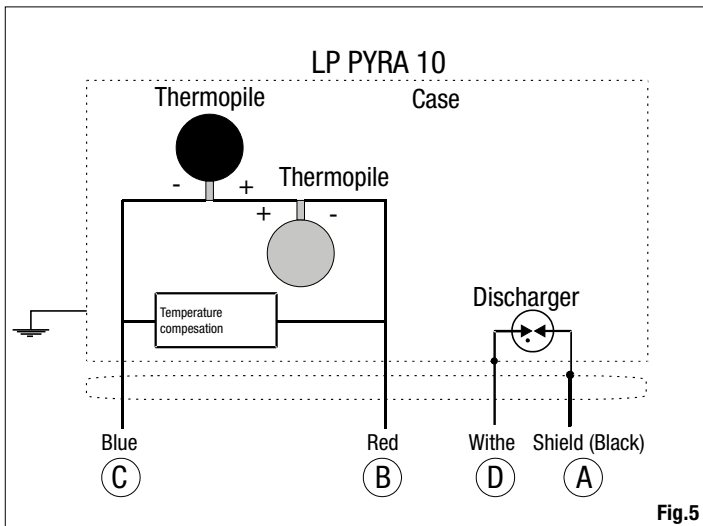 LP PYRA 10
Thermopile
Case
Thermopile
- +
+ -
Temperature
compesation
Discharger
Blue
Red
Withe
Shield (Black)
C
B
D
A
Fig.5